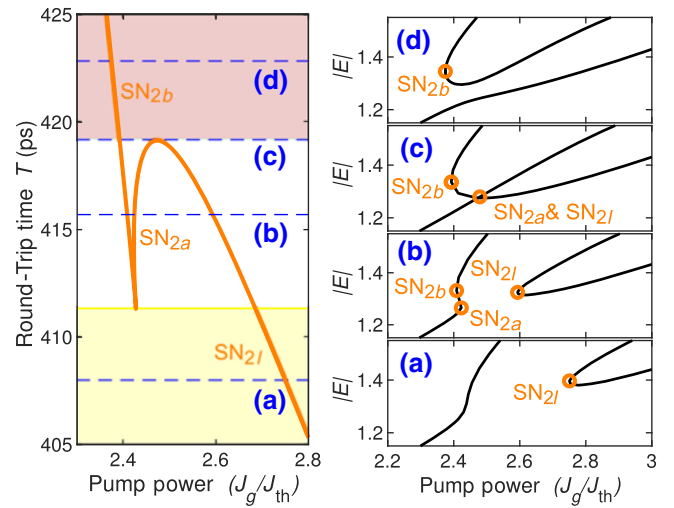 425
420
415
411
405
Round-Trip time T (ps)
(d)
SN2b
(c)
SN2a
(b)
SN2l
(a)
2.4
2.6
2.8
Pump power (Jg/Jth)
(d)
|E|
1.4
1.2
SN2b
(c)
|E|
1.4
1.2
SN2b
SN2a & SN2l
(b)
|E|
1.4
1.2
SN2l
SN2b
SN2a
(a)
|E|
1.4
1.2
SN2l
2.2
2.4
2.6
2.8
3
Pump power (Jg/Jth)